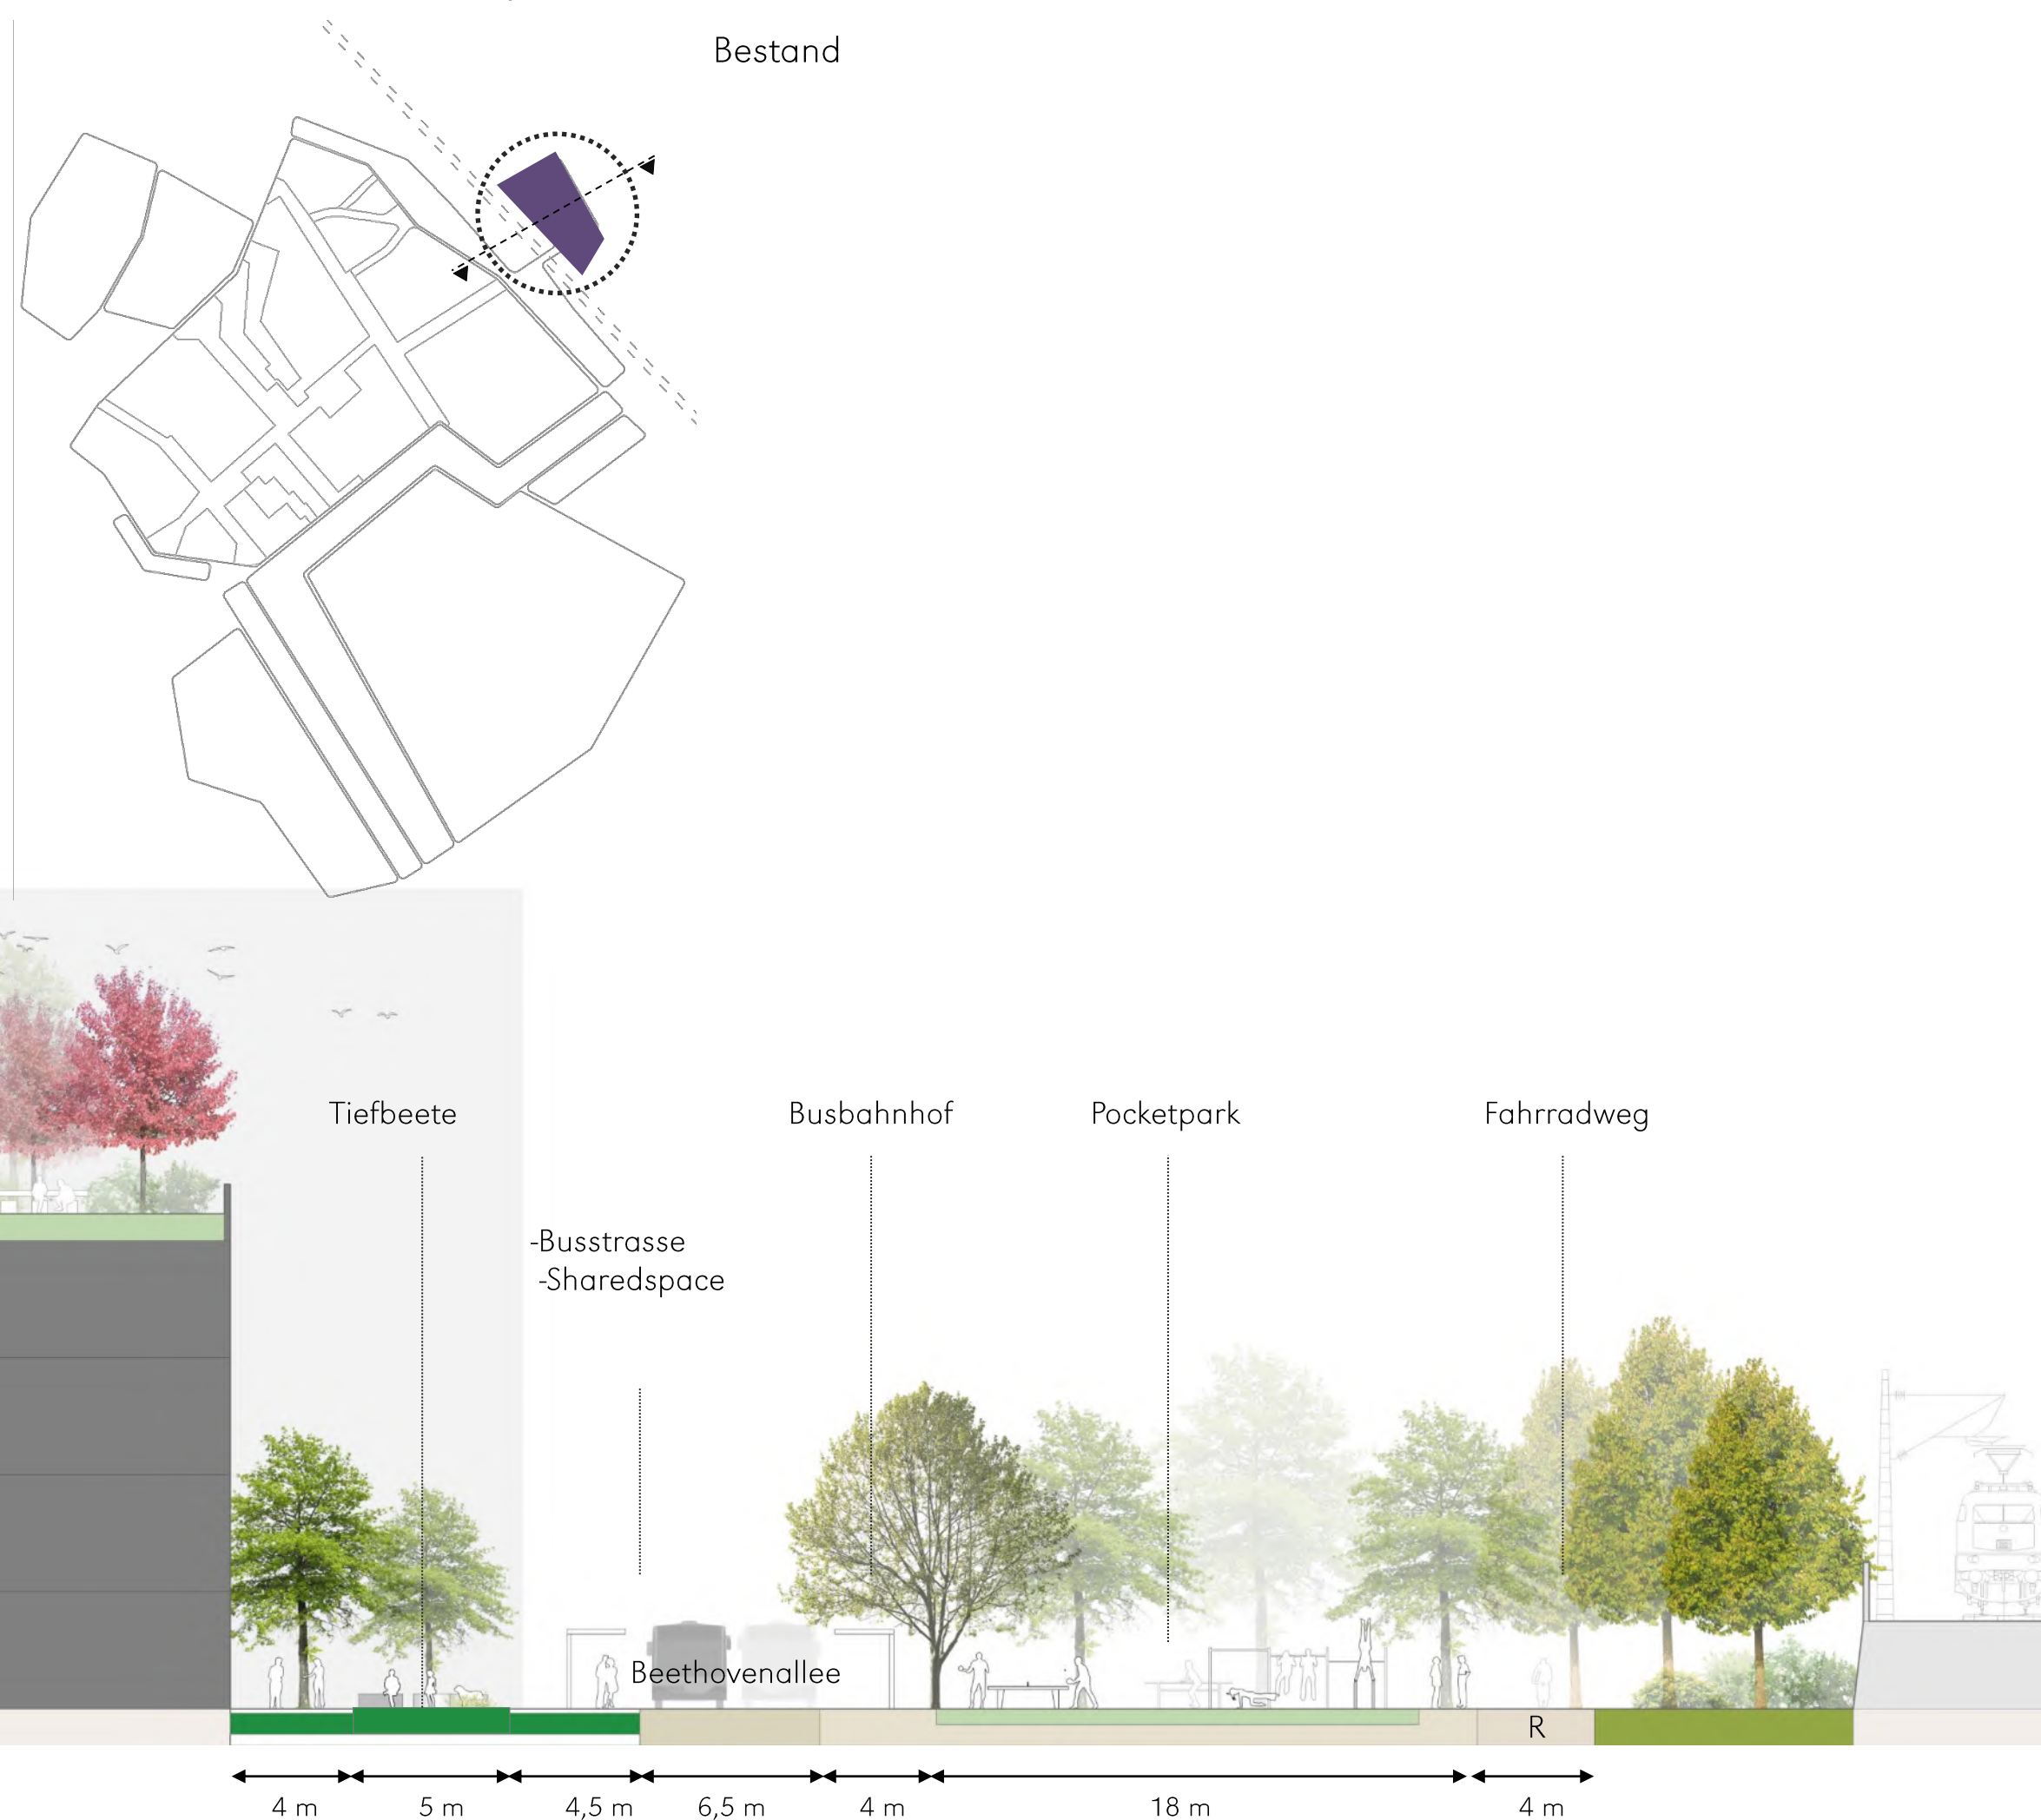 Bestand
Tiefbeete
Busbahnhof
Pocketpark
Fahrradweg
-Busstrasse
-Sharedspace
Beethovenallee
R
4 m
5 m
4,5 m
6,5 m
4 m
18 m
4 m